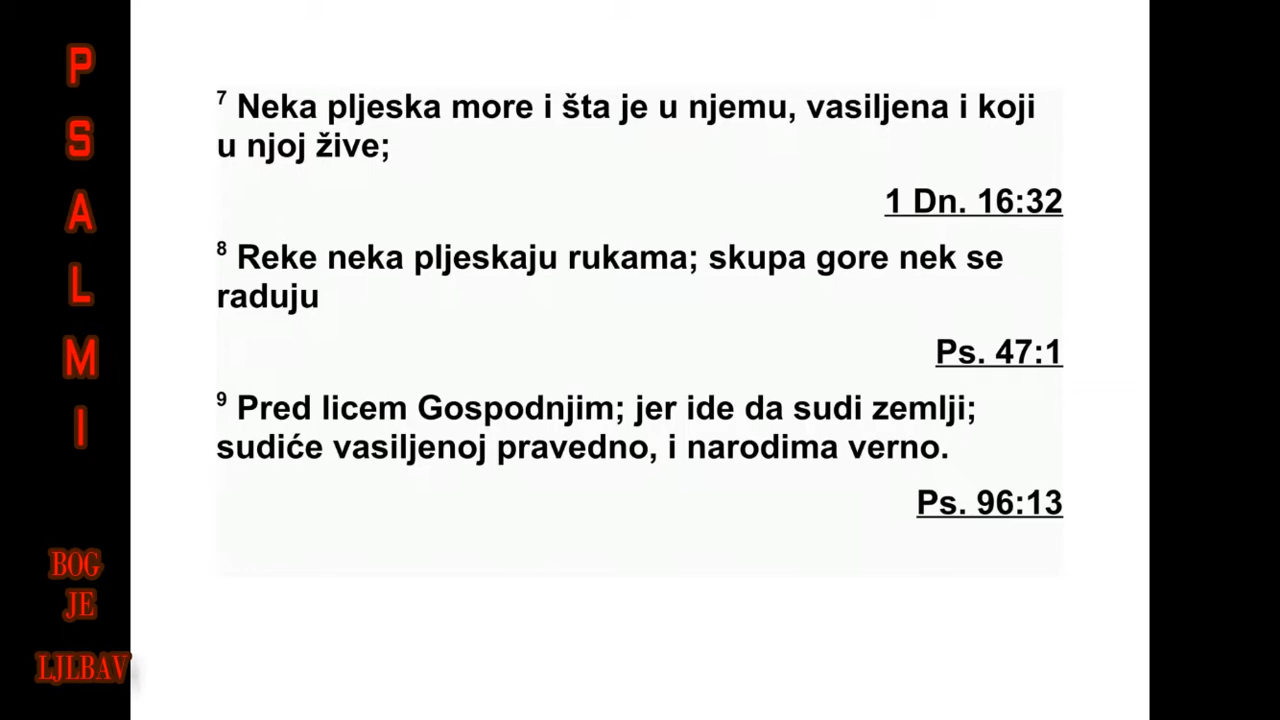 P
S
A
L
M
I
BOG
JE
LJLBAV
7 Neka pljeska more i šta je u njemu, vasiljena i koji
u njoj žive;
1 Dn. 16:32
8 Reke neka pljeskaju rukama; skupa gore nek se
raduju
Ps. 47:1
9 Pred licem Gospodnjim; jer ide da sudi zemlji;
sudiće vasiljenoj pravedno, i narodima verno.
Ps. 96:13